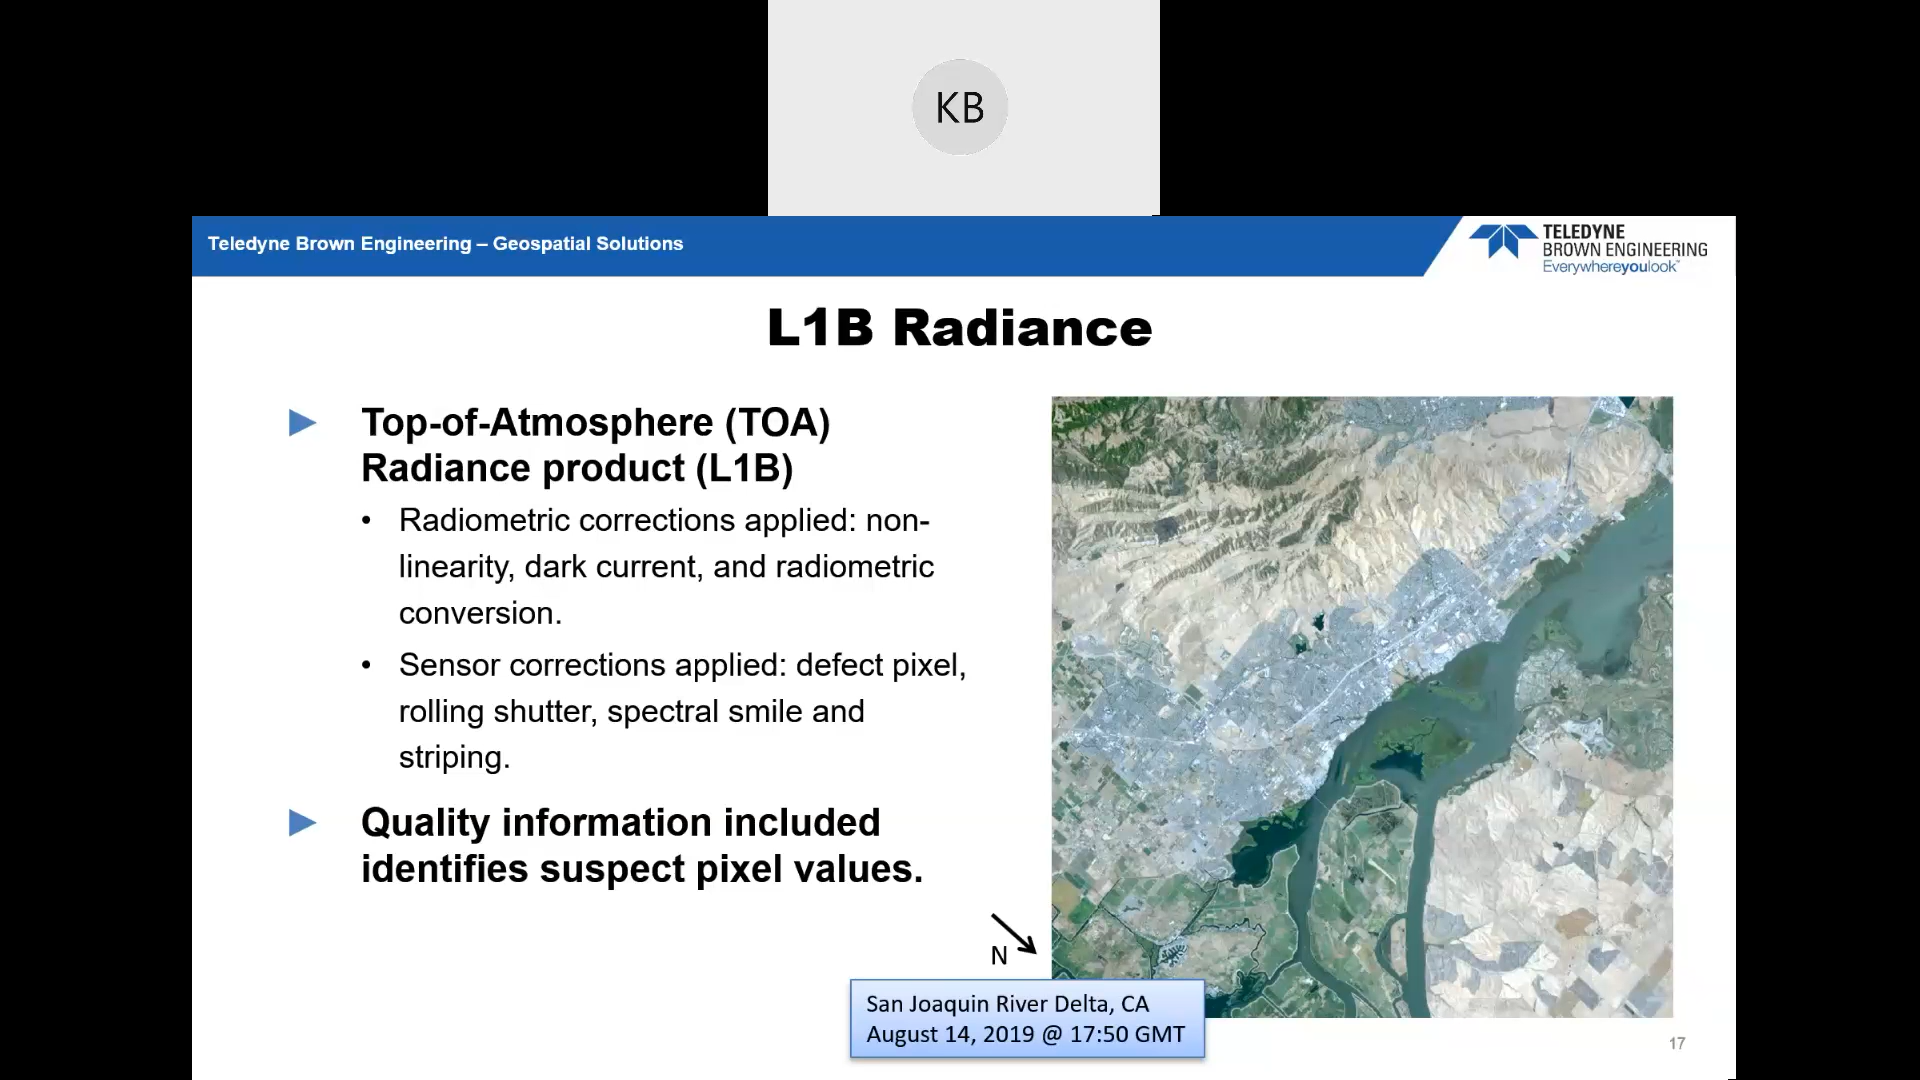 KB
Teledyne Brown Engineering – Geospatial Solutions
TELEDYNE
BROWN ENGINEERING
Everywhereyoulook™
L1B Radiance
Top-of-Atmosphere (TOA)
Radiance product (L1B)
• Radiometric corrections applied: non-
linearity, dark current, and radiometric
conversion.
• Sensor corrections applied: defect pixel,
rolling shutter, spectral smile and
striping.
Quality information included
identifies suspect pixel values.
N
San Joaquin River Delta, CA
August 14, 2019 @ 17:50 GMT
17